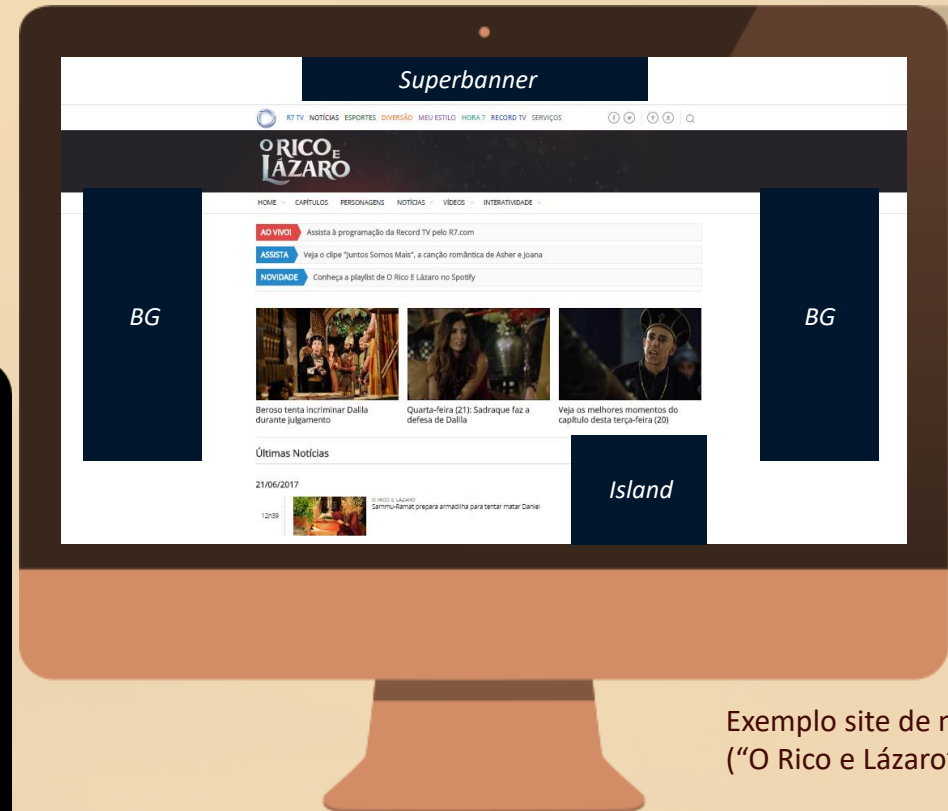 Superbanner
R7 TV NOTÍCIAS ESPORTES DIVERSÃO MEU ESTILO HORA 7 RECORD TV SERVIÇOS
O RICO E
LÁZARO
HOME CAPÍTULOS PERSONAGENS NOTÍCIAS VÍDEOS INTERATIVIDADE
AO VIVO! Assista à programação da Record TV pelo R7.com
ASSISTA Veja o clipe "Juntos Somos Mais", a canção romântica de Asher e Joana
NOVIDADE Conheça a playlist de O Rico E Lázaro no Spotify
BG
BG
Beroso tenta incriminar Dalila
durante julgamento
Quarta-feira (21): Sadraque faz a
defesa de Dalila
Veja os melhores momentos do
capítulo desta terça-feira (20)
Últimas Notícias
Island
21/06/2017
12h39
O RICO E LÁZARO
Sammu-Ramat prepara armadilha para tentar matar Daniel
Exemplo site de
("O Rico e Lázaro